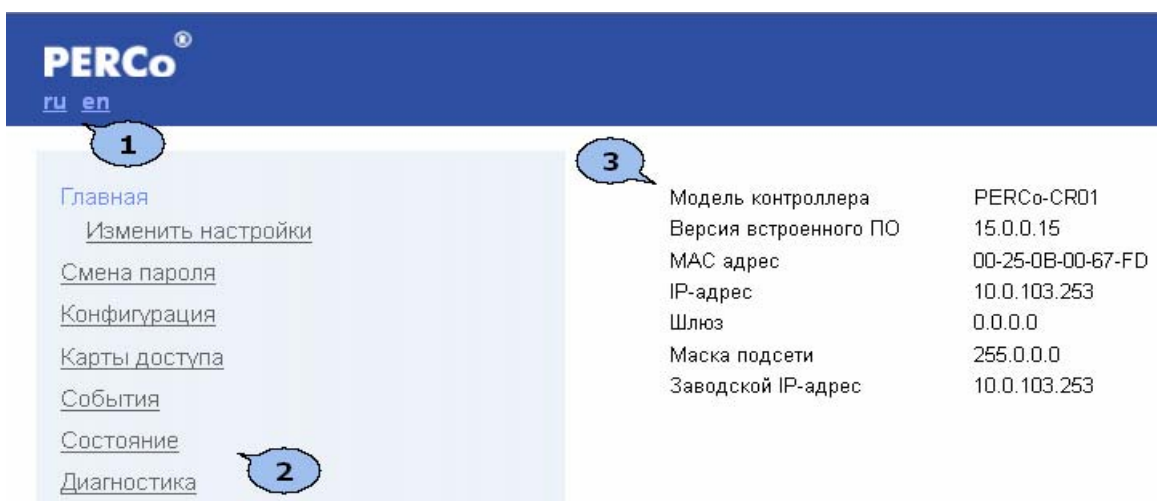 PERCo®
ru en
1
Главная
Изменить настройки
Смена пароля
Конфигурация
Карты доступа
События
Состояние
Диагностика
2
3
Модель контроллера PERCo-CR01
Версия встроенного ПО 15.0.0.15
MAC адрес 00-25-0B-00-67-FD
IP-адрес 10.0.103.253
Шлюз 0.0.0.0
Маска подсети 255.0.0.0
Заводской IP-адрес 10.0.103.253